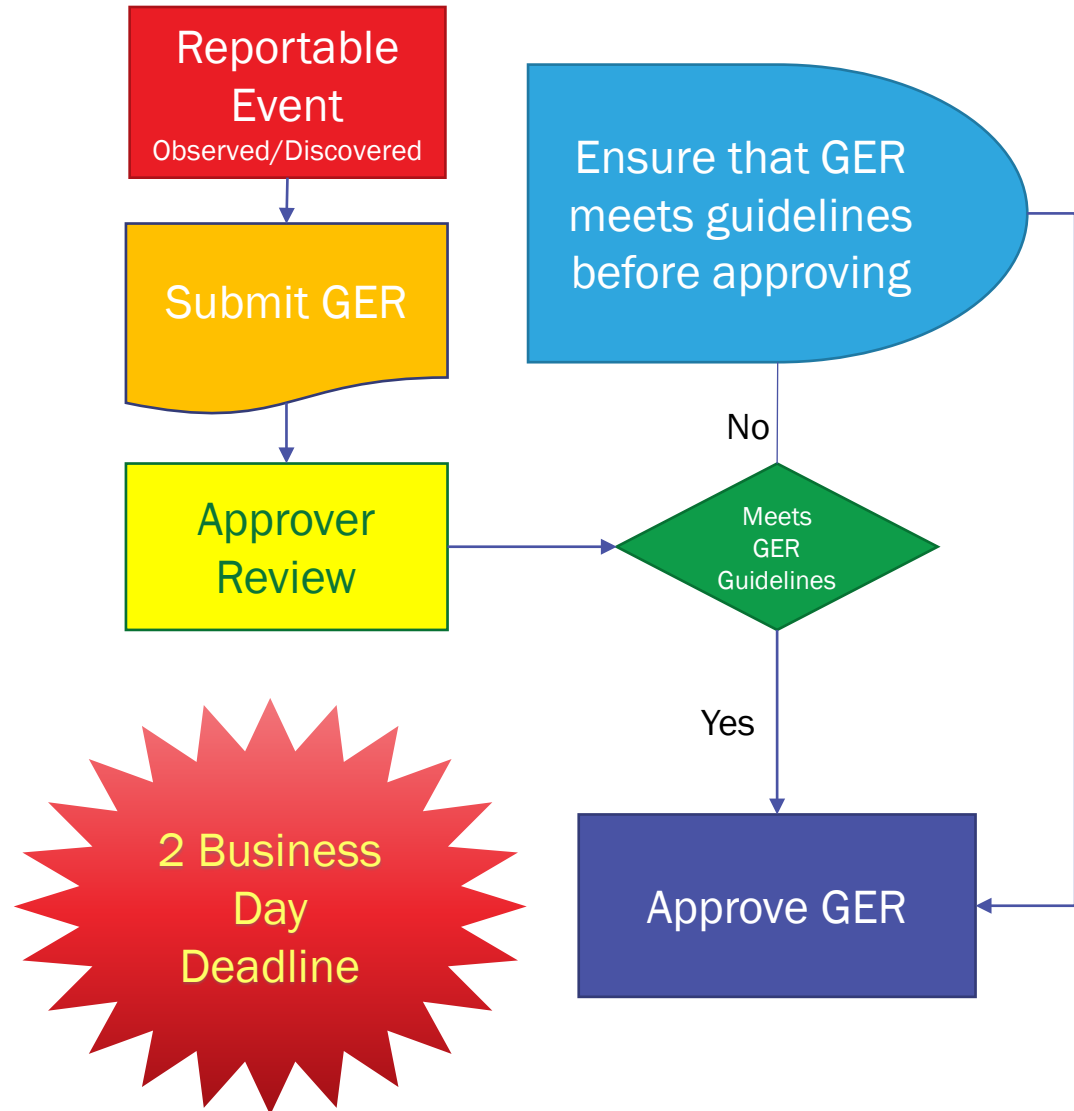 Reportable
Event
Observed/Discovered
Submit GER
Approver
Review
Ensure that GER
meets guidelines
before approving
No
Meets
GER
Guidelines
Yes
Approve GER
2 Business
Day
Deadline